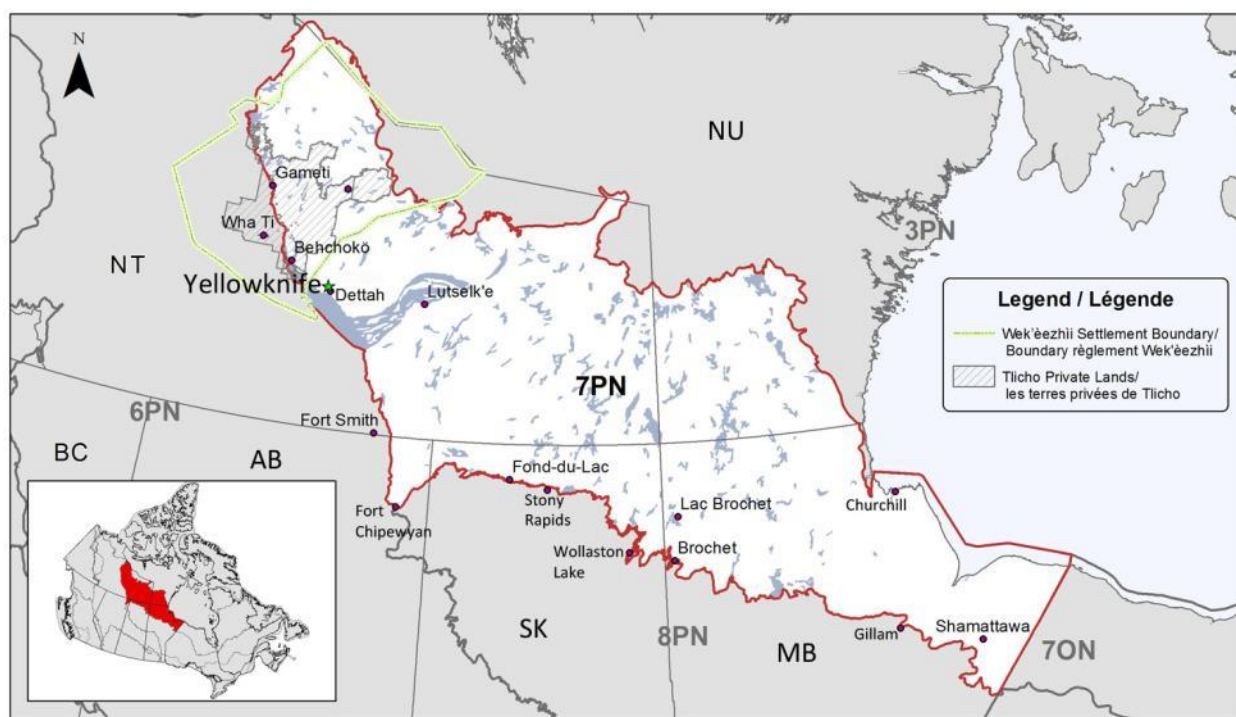 N
NU
3PN
Gameti
Wha Ti
Behchokö
NT
Yellowknife
Dettah
Lutselk'e
Legend / Légende
Wek'èezhìi Settlement Boundary/
Boundary règlement Wek'èezhìi
Tlicho Private Lands/
les terres privées de Tlicho
7PN
6PN
Fort Smith
BC
AB
Fond-du-Lac
Stony
Rapids
Fort
Chipewyan
Lac Brochet
Churchill
Wollaston
Lake
Brochet
SK
8PN
MB
Gillam
Shamattawa
7ON